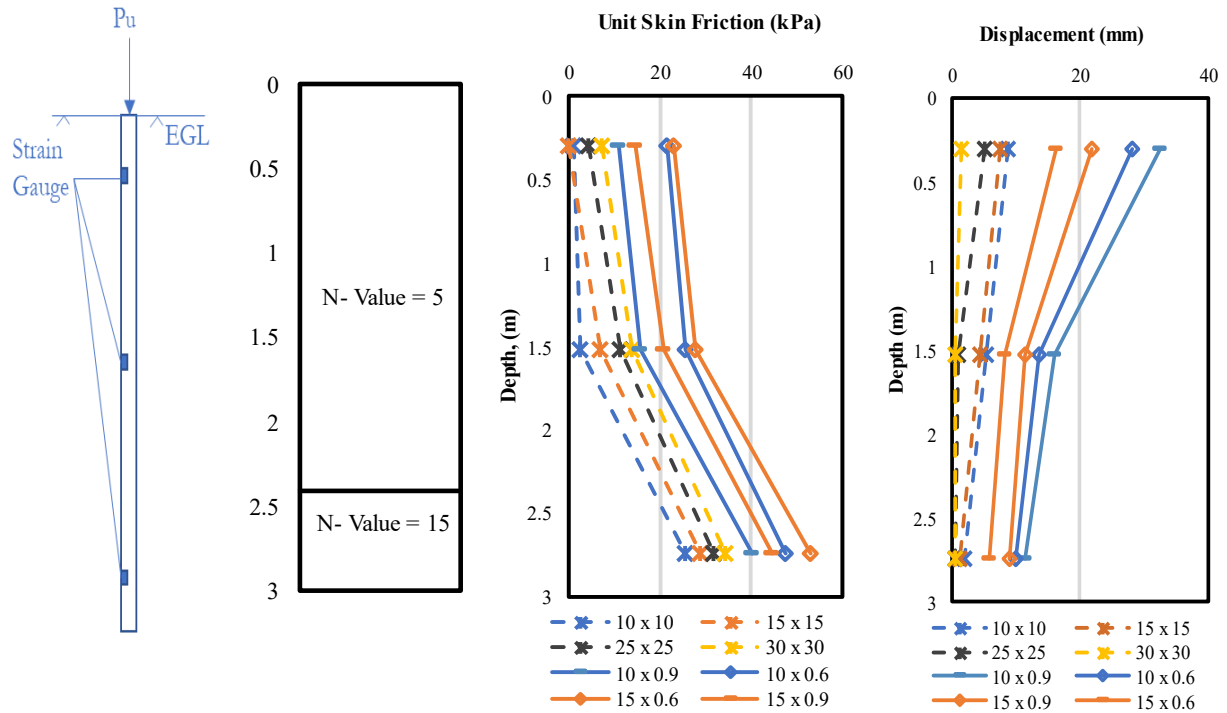 Pu
EGL
Strain
Gauge
0
0.5
1
1.5
2
2.5
3
N- Value = 5
N- Value = 15
Unit Skin Friction (kPa)
0 20 40 60
0
0.5
1
1.5
2
2.5
3
Depth, (m)
10 x 10 15 x 15
25 x 25 30 x 30
10 x 0.9 10 x 0.6
15 x 0.6 15 x 0.9
Displacement (mm)
0 20 40
0
0.5
1
1.5
2
2.5
3
Depth (m)
10 x 10 15 x 15
25 x 25 30 x 30
10 x 0.9 10 x 0.6
15 x 0.9 15 x 0.6